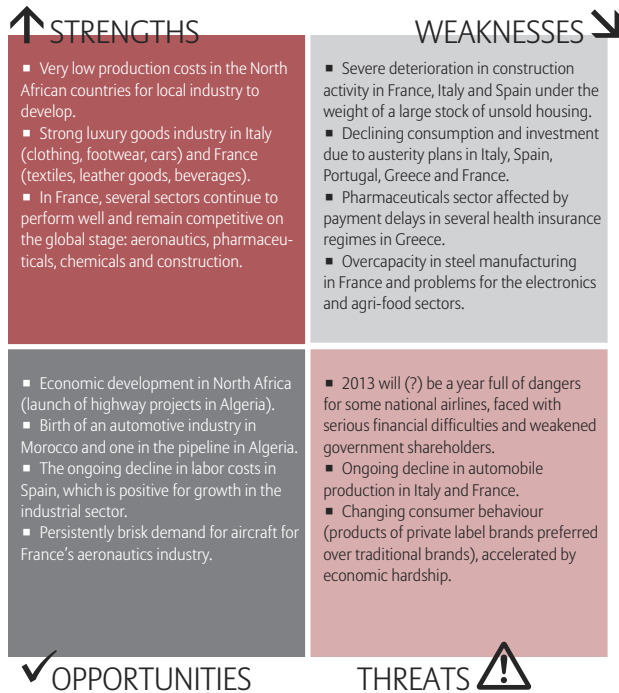 STRENGTHS
▪ Very low production costs in the North
African countries for local industry to
develop.
▪ Strong luxury goods industry in Italy
(clothing, footwear, cars) and France
(textiles, leather goods, beverages).
▪ In France, several sectors continue to
perform well and remain competitive on
the global stage: aeronautics, pharmaceu-
ticals, chemicals and construction.
WEAKNESSES
▪ Severe deterioration in construction
activity in France, Italy and Spain under the
weight of a large stock of unsold housing.
▪ Declining consumption and investment
due to austerity plans in Italy, Spain,
Portugal, Greece and France.
▪ Pharmaceuticals sector affected by
payment delays in several health insurance
regimes in Greece.
▪ Overcapacity in steel manufacturing
in France and problems for the electronics
and agri-food sectors.
▪ Economic development in North Africa
(launch of highway projects in Algeria).
▪ Birth of an automotive industry in
Morocco and one in the pipeline in Algeria.
▪ The ongoing decline in labor costs in
Spain, which is positive for growth in the
industrial sector.
▪ Persistently brisk demand for aircraft for
France's aeronautics industry.
OPPORTUNITIES
▪ 2013 will (?) be a year full of dangers
for some national airlines, faced with
serious financial difficulties and weakened
government shareholders.
▪ Ongoing decline in automobile
production in Italy and France.
▪ Changing consumer behaviour
(products of private label brands preferred
over traditional brands), accelerated by
economic hardship.
THREATS